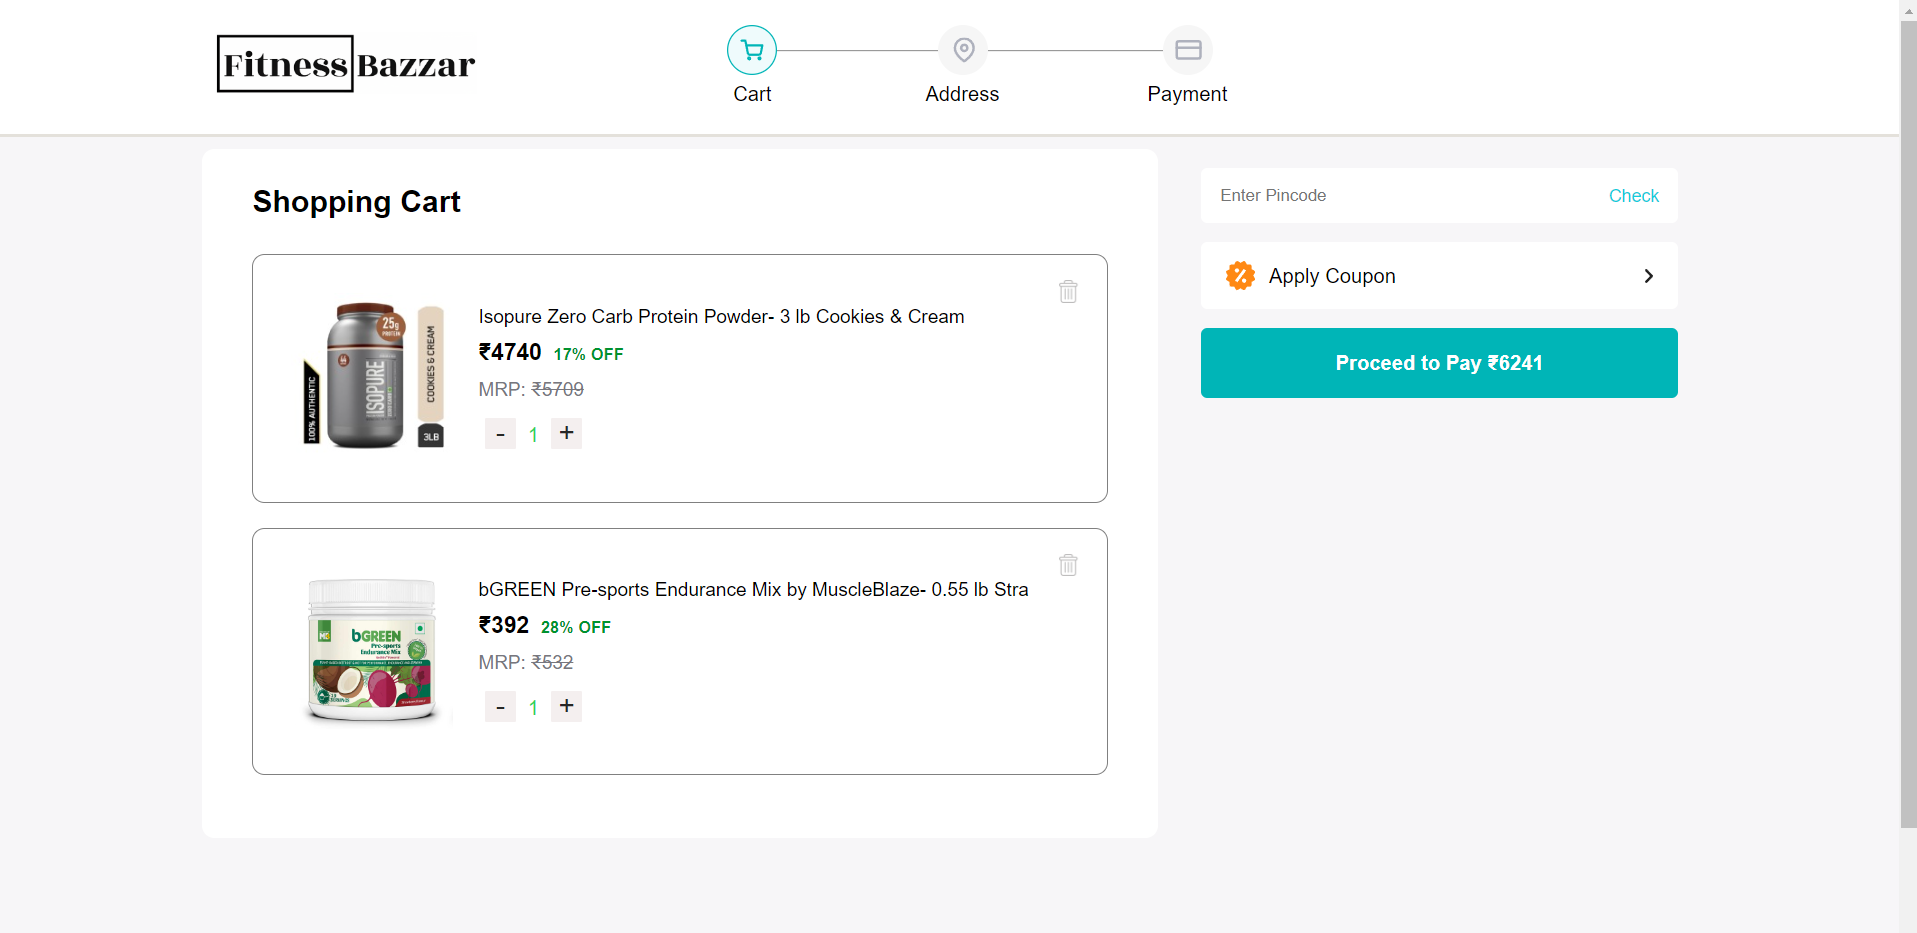 Fitness Bazzar
Cart
Address
Payment
Shopping Cart
25g
PROTEIN
ISOPURE
100% AUTHENTIC
COOKIES & CREAM
3LB
Isopure Zero Carb Protein Powder- 3 lb Cookies & Cream
₹4740 17% OFF
MRP: ₹5709
- 1 +
bGREEN
Pre-sports
Endurance Mix
bGREEN Pre-sports Endurance Mix by MuscleBlaze- 0.55 lb Stra
₹392 28% OFF
MRP: ₹532
- 1 +
Enter Pincode Check
Apply Coupon
Proceed to Pay ₹6241